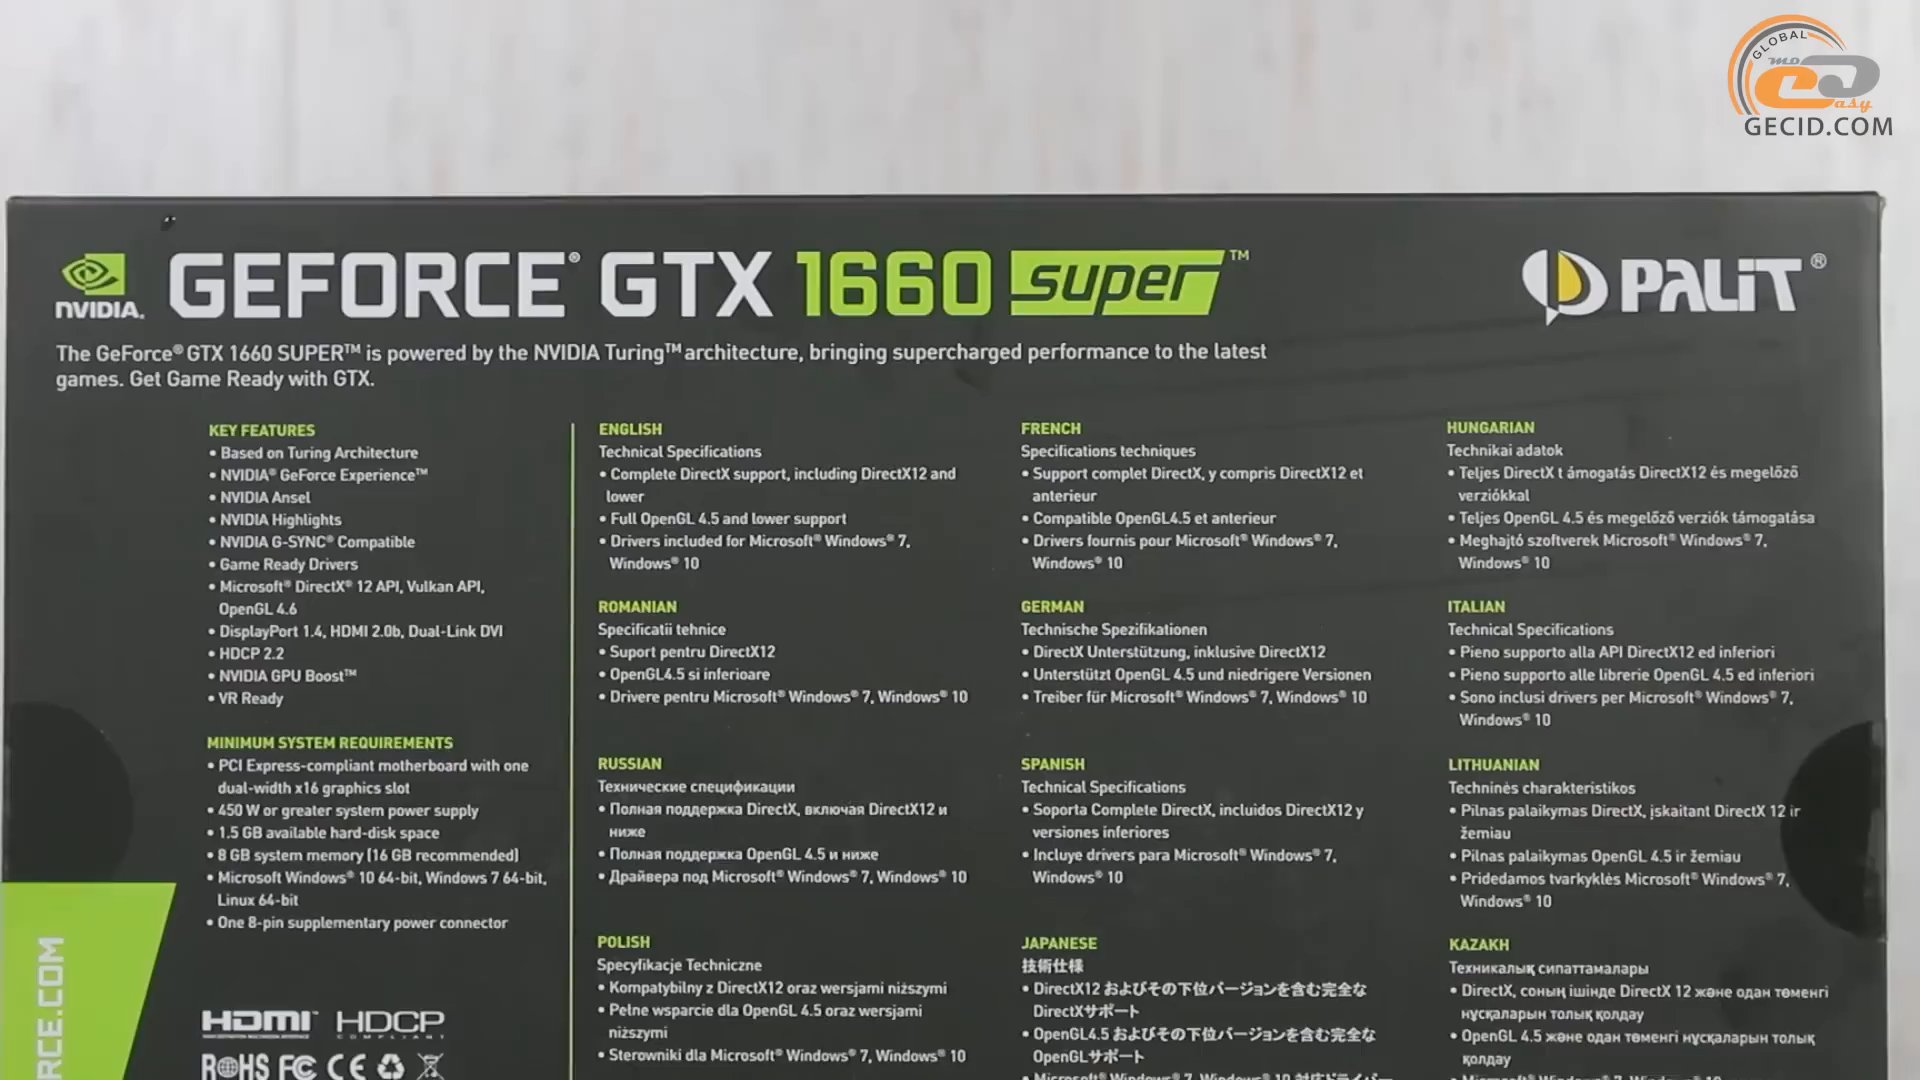 GLOBAL
MO
easy
GECID.COM
NVIDIA.
GEFORCE® GTX 1660 SUPER™
PALiT®
The GeForce® GTX 1660 SUPER™ is powered by the NVIDIA Turing™ architecture, bringing supercharged performance to the latest
games. Get Game Ready with GTX.
KEY FEATURES
• Based on Turing Architecture
• NVIDIA® GeForce Experience™
• NVIDIA Ansel
• NVIDIA Highlights
• NVIDIA G-SYNC® Compatible
• Game Ready Drivers
• Microsoft® DirectX® 12 API, Vulkan API,
OpenGL 4.6
• DisplayPort 1.4, HDMI 2.0b, Dual-Link DVI
• HDCP 2.2
• NVIDIA GPU Boost™
• VR Ready
MINIMUM SYSTEM REQUIREMENTS
• PCI Express-compliant motherboard with one
dual-width x16 graphics slot
• 450 W or greater system power supply
• 1.5 GB available hard-disk space
• 8 GB system memory (16 GB recommended)
• Microsoft Windows® 10 64-bit, Windows 7 64-bit,
Linux 64-bit
• One 8-pin supplementary power connector
HDMI™ HDCP
RoHS FC CE
RCE.COM
ENGLISH
Technical Specifications
• Complete DirectX support, including DirectX12 and
lower
• Full OpenGL 4.5 and lower support
• Drivers included for Microsoft® Windows® 7,
Windows® 10
ROMANIAN
Specificatii tehnice
• Suport pentru DirectX12
• OpenGL4.5 si inferioare
• Drivere pentru Microsoft® Windows® 7, Windows® 10
RUSSIAN
Технические спецификации
• Полная поддержка DirectX, включая DirectX12 и
ниже
• Полная поддержка OpenGL 4.5 и ниже
• Драйвера под Microsoft® Windows® 7, Windows® 10
POLISH
Specyfikacje Techniczne
• Kompatybilny z DirectX12 oraz wersjami niższymi
• Pełne wsparcie dla OpenGL 4.5 oraz wersjami
niższymi
• Sterowniki dla Microsoft® Windows® 7, Windows® 10
FRENCH
Specifications techniques
• Support complet DirectX, y compris DirectX12 et
anterieur
• Compatible OpenGL4.5 et anterieur
• Drivers fournis pour Microsoft® Windows® 7,
Windows® 10
GERMAN
Technische Spezifikationen
• DirectX Unterstützung, inklusive DirectX12
• Unterstützt OpenGL 4.5 und niedrigere Versionen
• Treiber für Microsoft® Windows® 7, Windows® 10
SPANISH
Technical Specifications
• Soporta Complete DirectX, incluidos DirectX12 y
versiones inferiores
• Incluye drivers para Microsoft® Windows® 7,
Windows® 10
JAPANESE
技術仕様
• DirectX12 およびその下位バージョンを含む完全な
DirectXサポート
• OpenGL4.5 およびその下位バージョンを含む完全な
OpenGLサポート
• Microsoft® Windows® 7, Windows® 10 対応ドライバー
HUNGARIAN
Technikai adatok
• Teljes DirectX t ámogatás DirectX12 és megelőző
verziókkal
• Teljes OpenGL 4.5 és megelőző verziók támogatása
• Meghajtó szoftverek Microsoft® Windows® 7,
Windows® 10
ITALIAN
Technical Specifications
• Pieno supporto alla API DirectX12 ed inferiori
• Pieno supporto alle librerie OpenGL 4.5 ed inferiori
• Sono inclusi drivers per Microsoft® Windows® 7,
Windows® 10
LITHUANIAN
Techninės charakteristikos
• Pilnas palaikymas DirectX, įskaitant DirectX 12 ir
žemiau
• Pilnas palaikymas OpenGL 4.5 ir žemiau
• Pridedamos tvarkyklės Microsoft® Windows® 7,
Windows® 10
KAZAKH
Техникалық сипаттамалары
• DirectX, соның ішінде DirectX 12 және одан төменгі
нұсқаларын толық қолдау
• OpenGL 4.5 және одан төменгі нұсқаларын толық
қолдау
• Microsoft® Windows® 7, Windows® 10